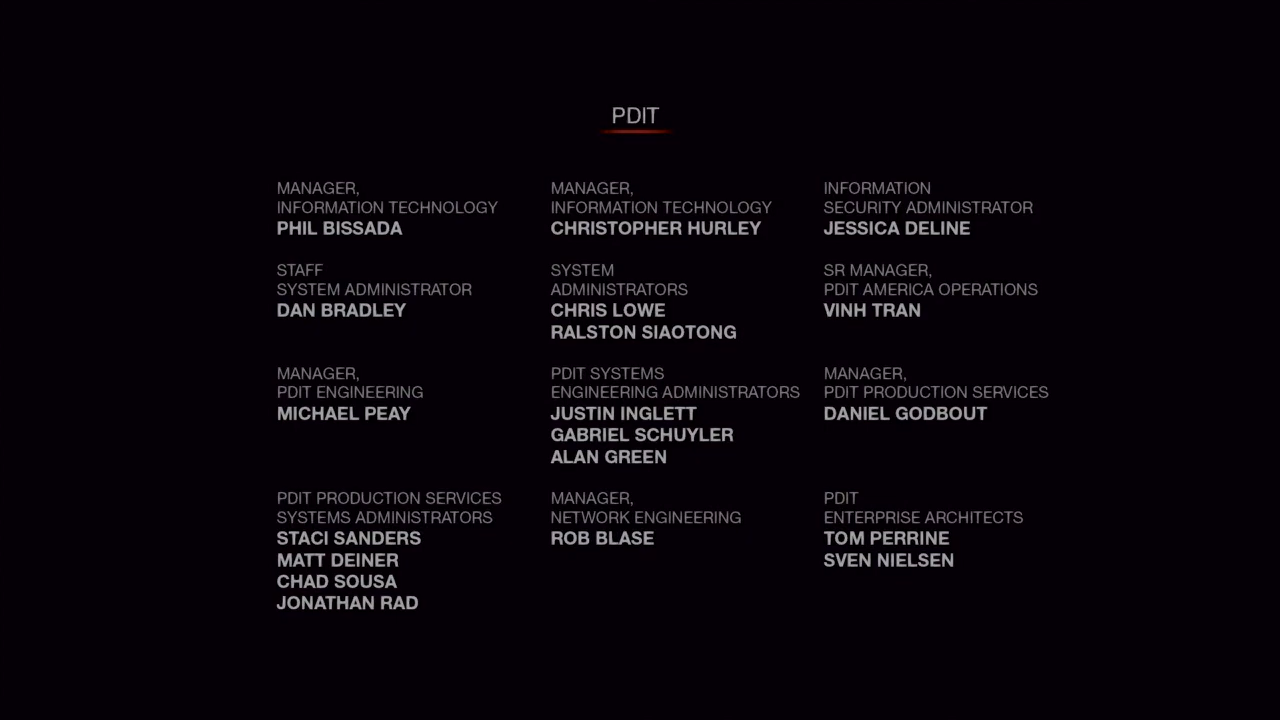 PDIT
MANAGER,
INFORMATION TECHNOLOGY
PHIL BISSADA
MANAGER,
INFORMATION TECHNOLOGY
CHRISTOPHER HURLEY
INFORMATION
SECURITY ADMINISTRATOR
JESSICA DELINE
STAFF
SYSTEM ADMINISTRATOR
DAN BRADLEY
SYSTEM
ADMINISTRATORS
CHRIS LOWE
RALSTON SIAOTONG
SR MANAGER,
PDIT AMERICA OPERATIONS
VINH TRAN
MANAGER,
PDIT ENGINEERING
MICHAEL PEAY
PDIT SYSTEMS
ENGINEERING ADMINISTRATORS
JUSTIN INGLETT
GABRIEL SCHUYLER
ALAN GREEN
MANAGER,
PDIT PRODUCTION SERVICES
DANIEL GODBOUT
PDIT PRODUCTION SERVICES
SYSTEMS ADMINISTRATORS
STACI SANDERS
MATT DEINER
CHAD SOUSA
JONATHAN RAD
MANAGER,
NETWORK ENGINEERING
ROB BLASE
PDIT
ENTERPRISE ARCHITECTS
TOM PERRINE
SVEN NIELSEN